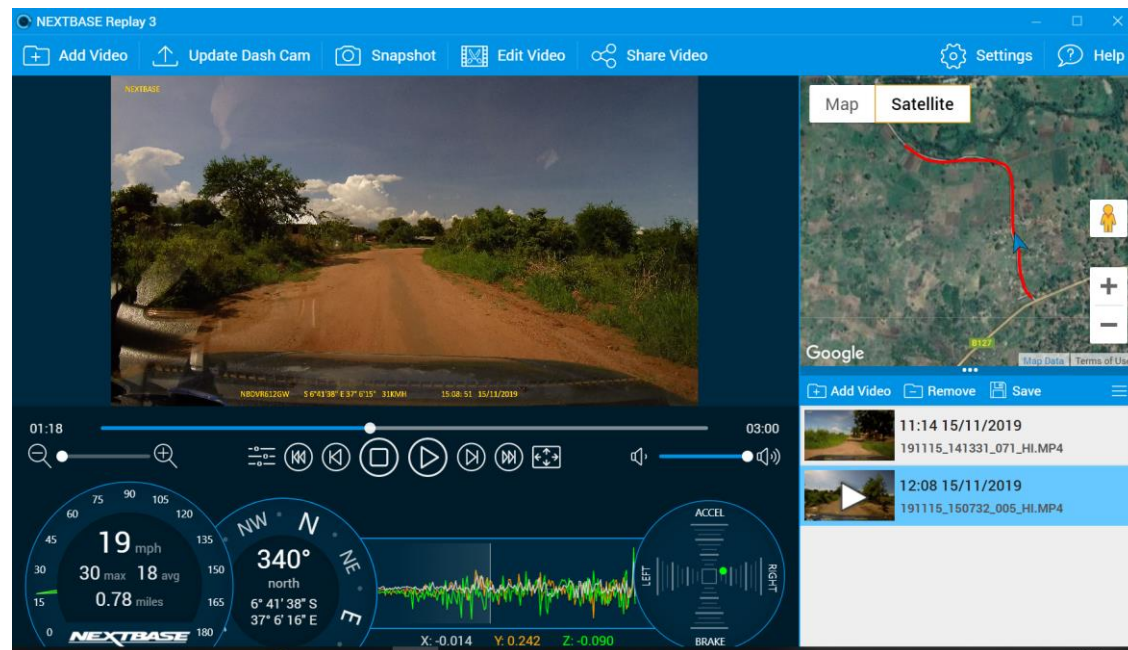 NEXTBASE Replay 3
Add Video Update Dash Cam Snapshot Edit Video Share Video Settings Help
NEXTBASE
NBDVR612GW S 6°41'38" E 37° 6'15" 31KM/H 15:08:51 15/11/2019
Map Satellite
B127
Google Map Data Terms of Use
Add Video Remove Save
11:14 15/11/2019
191115_141331_071_HI.MP4
12:08 15/11/2019
191115_150732_005_HI.MP4
01:18 03:00
0 15 30 45 60 75 90 105 120 135 150 165 180
19 mph
30 max 18 avg
0.78 miles
NEXTBASE
NW N NE E
340°
north
6° 41' 38" S
37° 6' 16" E
X: -0.014 Y: 0.242 Z: -0.090
ACCEL
LEFT RIGHT
BRAKE